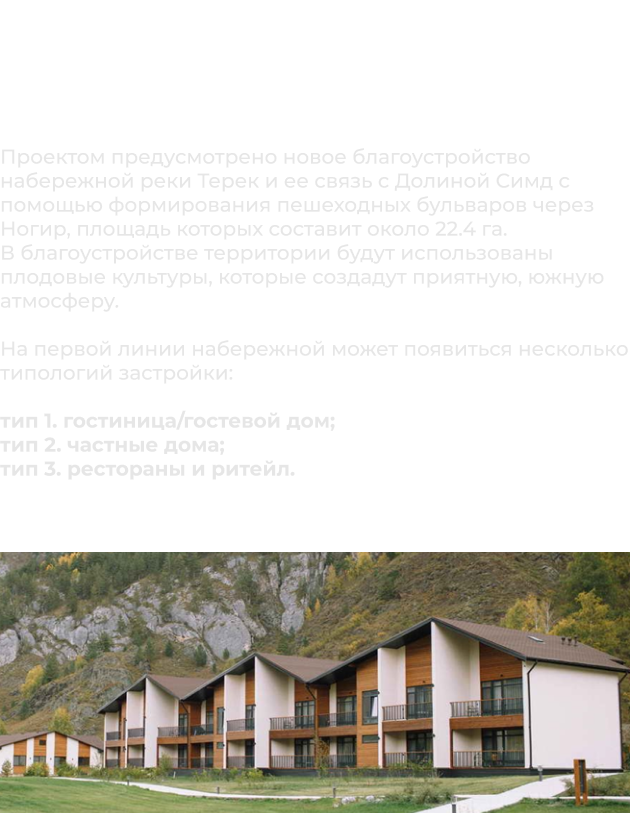 Проектом предусмотрено новое благоустройство
набережной реки Терек и ее связь с Долиной Симд с
помощью формирования пешеходных бульваров через
Ногир, площадь которых составит около 22.4 га.
В благоустройстве территории будут использованы
плодовые культуры, которые создадут приятную, южную
атмосферу.
На первой линии набережной может появиться несколько
типологий застройки:
тип 1. гостиница/гостевой дом;
тип 2. частные дома;
тип 3. рестораны и ритейл.